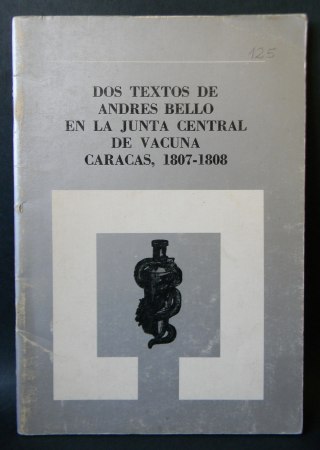 125
DOS TEXTOS DE
ANDRES BELLO
EN LA JUNTA CENTRAL
DE VACUNA
CARACAS, 1807-1808